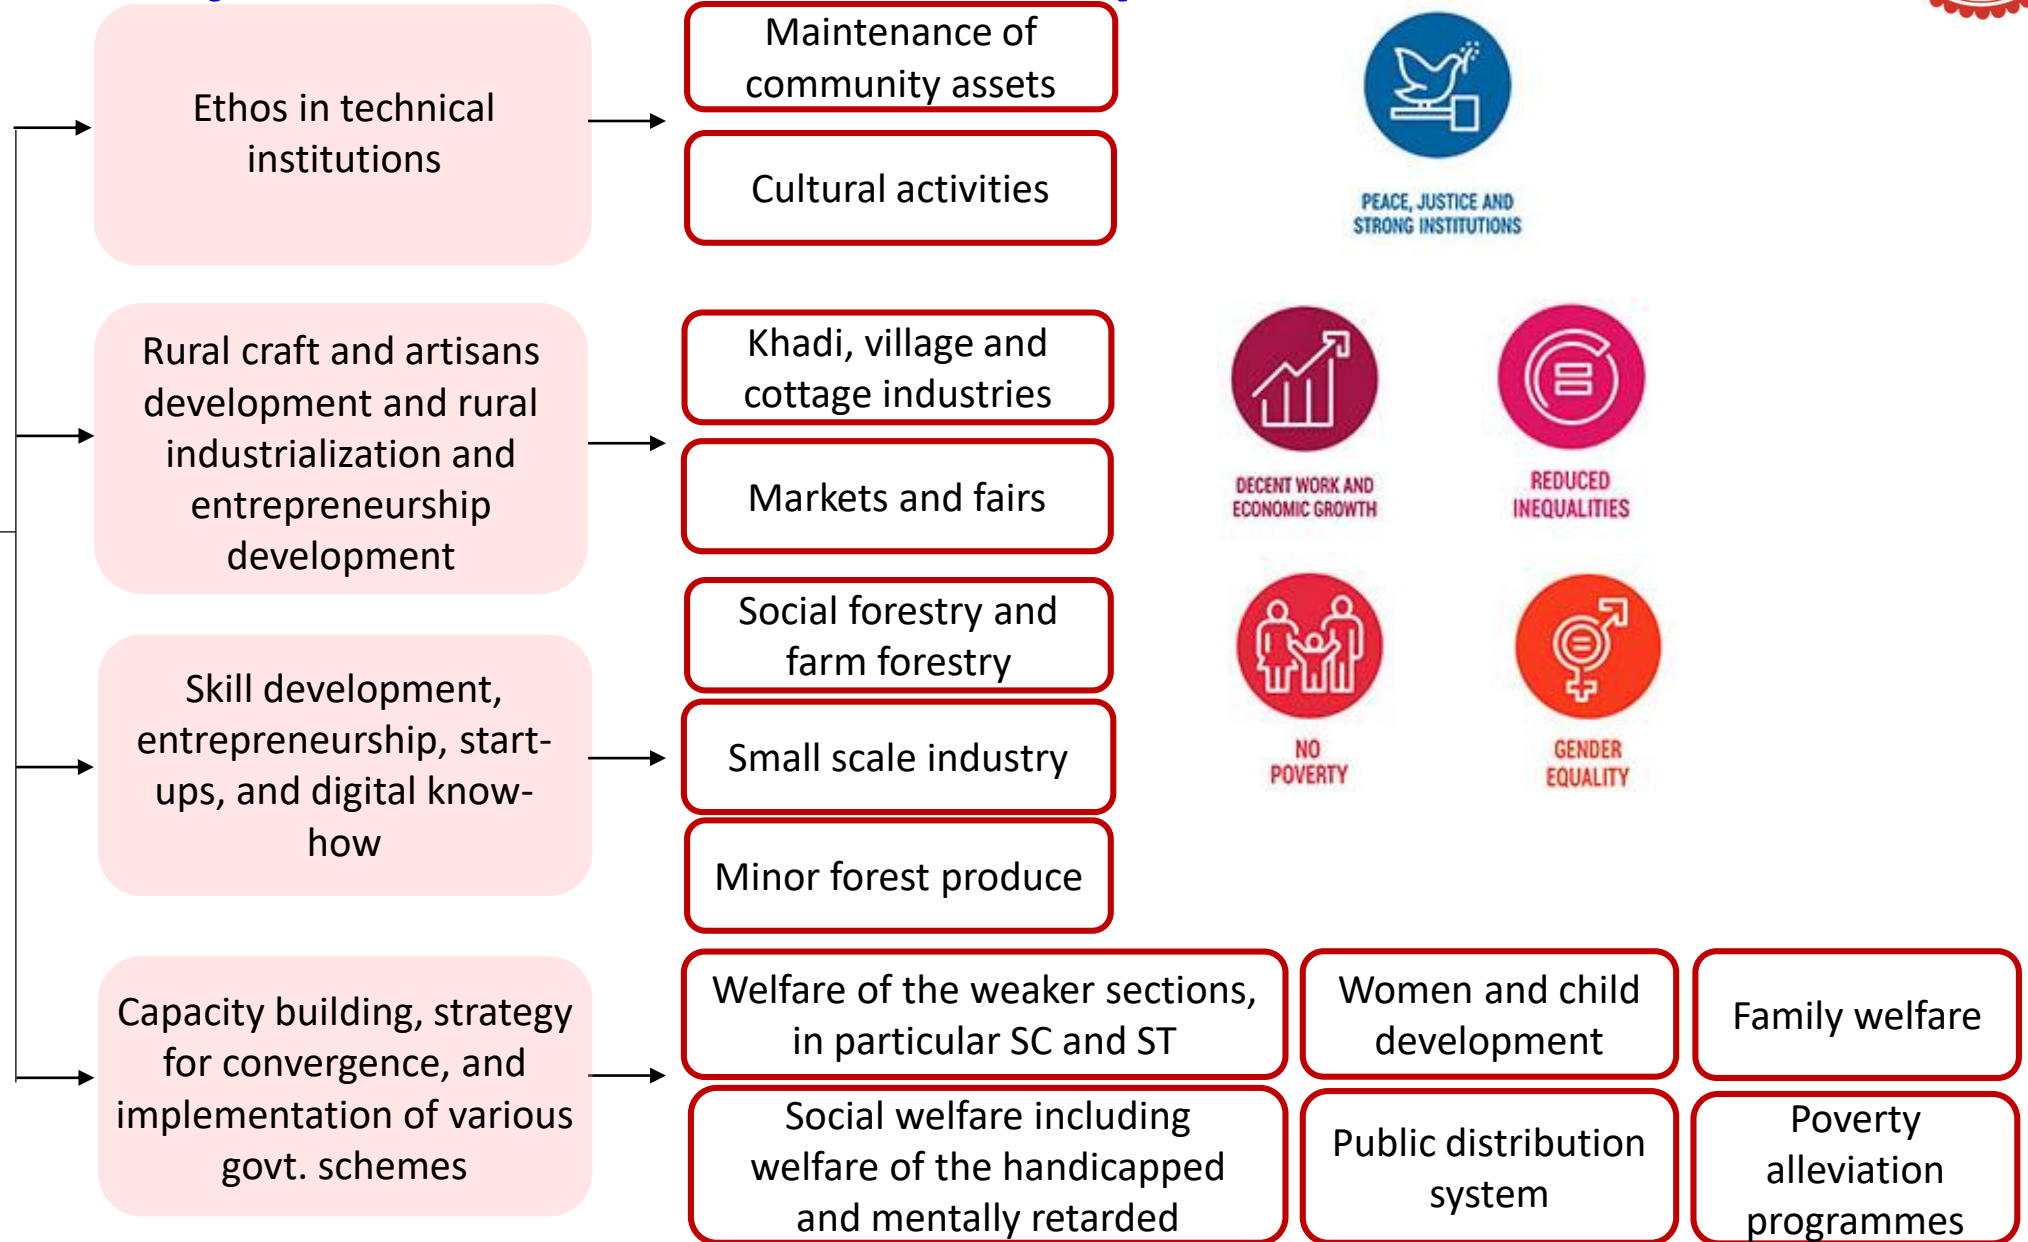 Ethos in technical
institutions
Maintenance of
community assets
Cultural activities
PEACE, JUSTICE AND
STRONG INSTITUTIONS
Rural craft and artisans
development and rural
industrialization and
entrepreneurship
development
Khadi, village and
cottage industries
Markets and fairs
DECENT WORK AND
ECONOMIC GROWTH
REDUCED
INEQUALITIES
Skill development,
entrepreneurship, start-
ups, and digital know-
how
Social forestry and
farm forestry
Small scale industry
Minor forest produce
NO
POVERTY
GENDER
EQUALITY
Capacity building, strategy
for convergence, and
implementation of various
govt. schemes
Welfare of the weaker sections,
in particular SC and ST
Women and child
development
Family welfare
Social welfare including
welfare of the handicapped
and mentally retarded
Public distribution
system
Poverty
alleviation
programmes